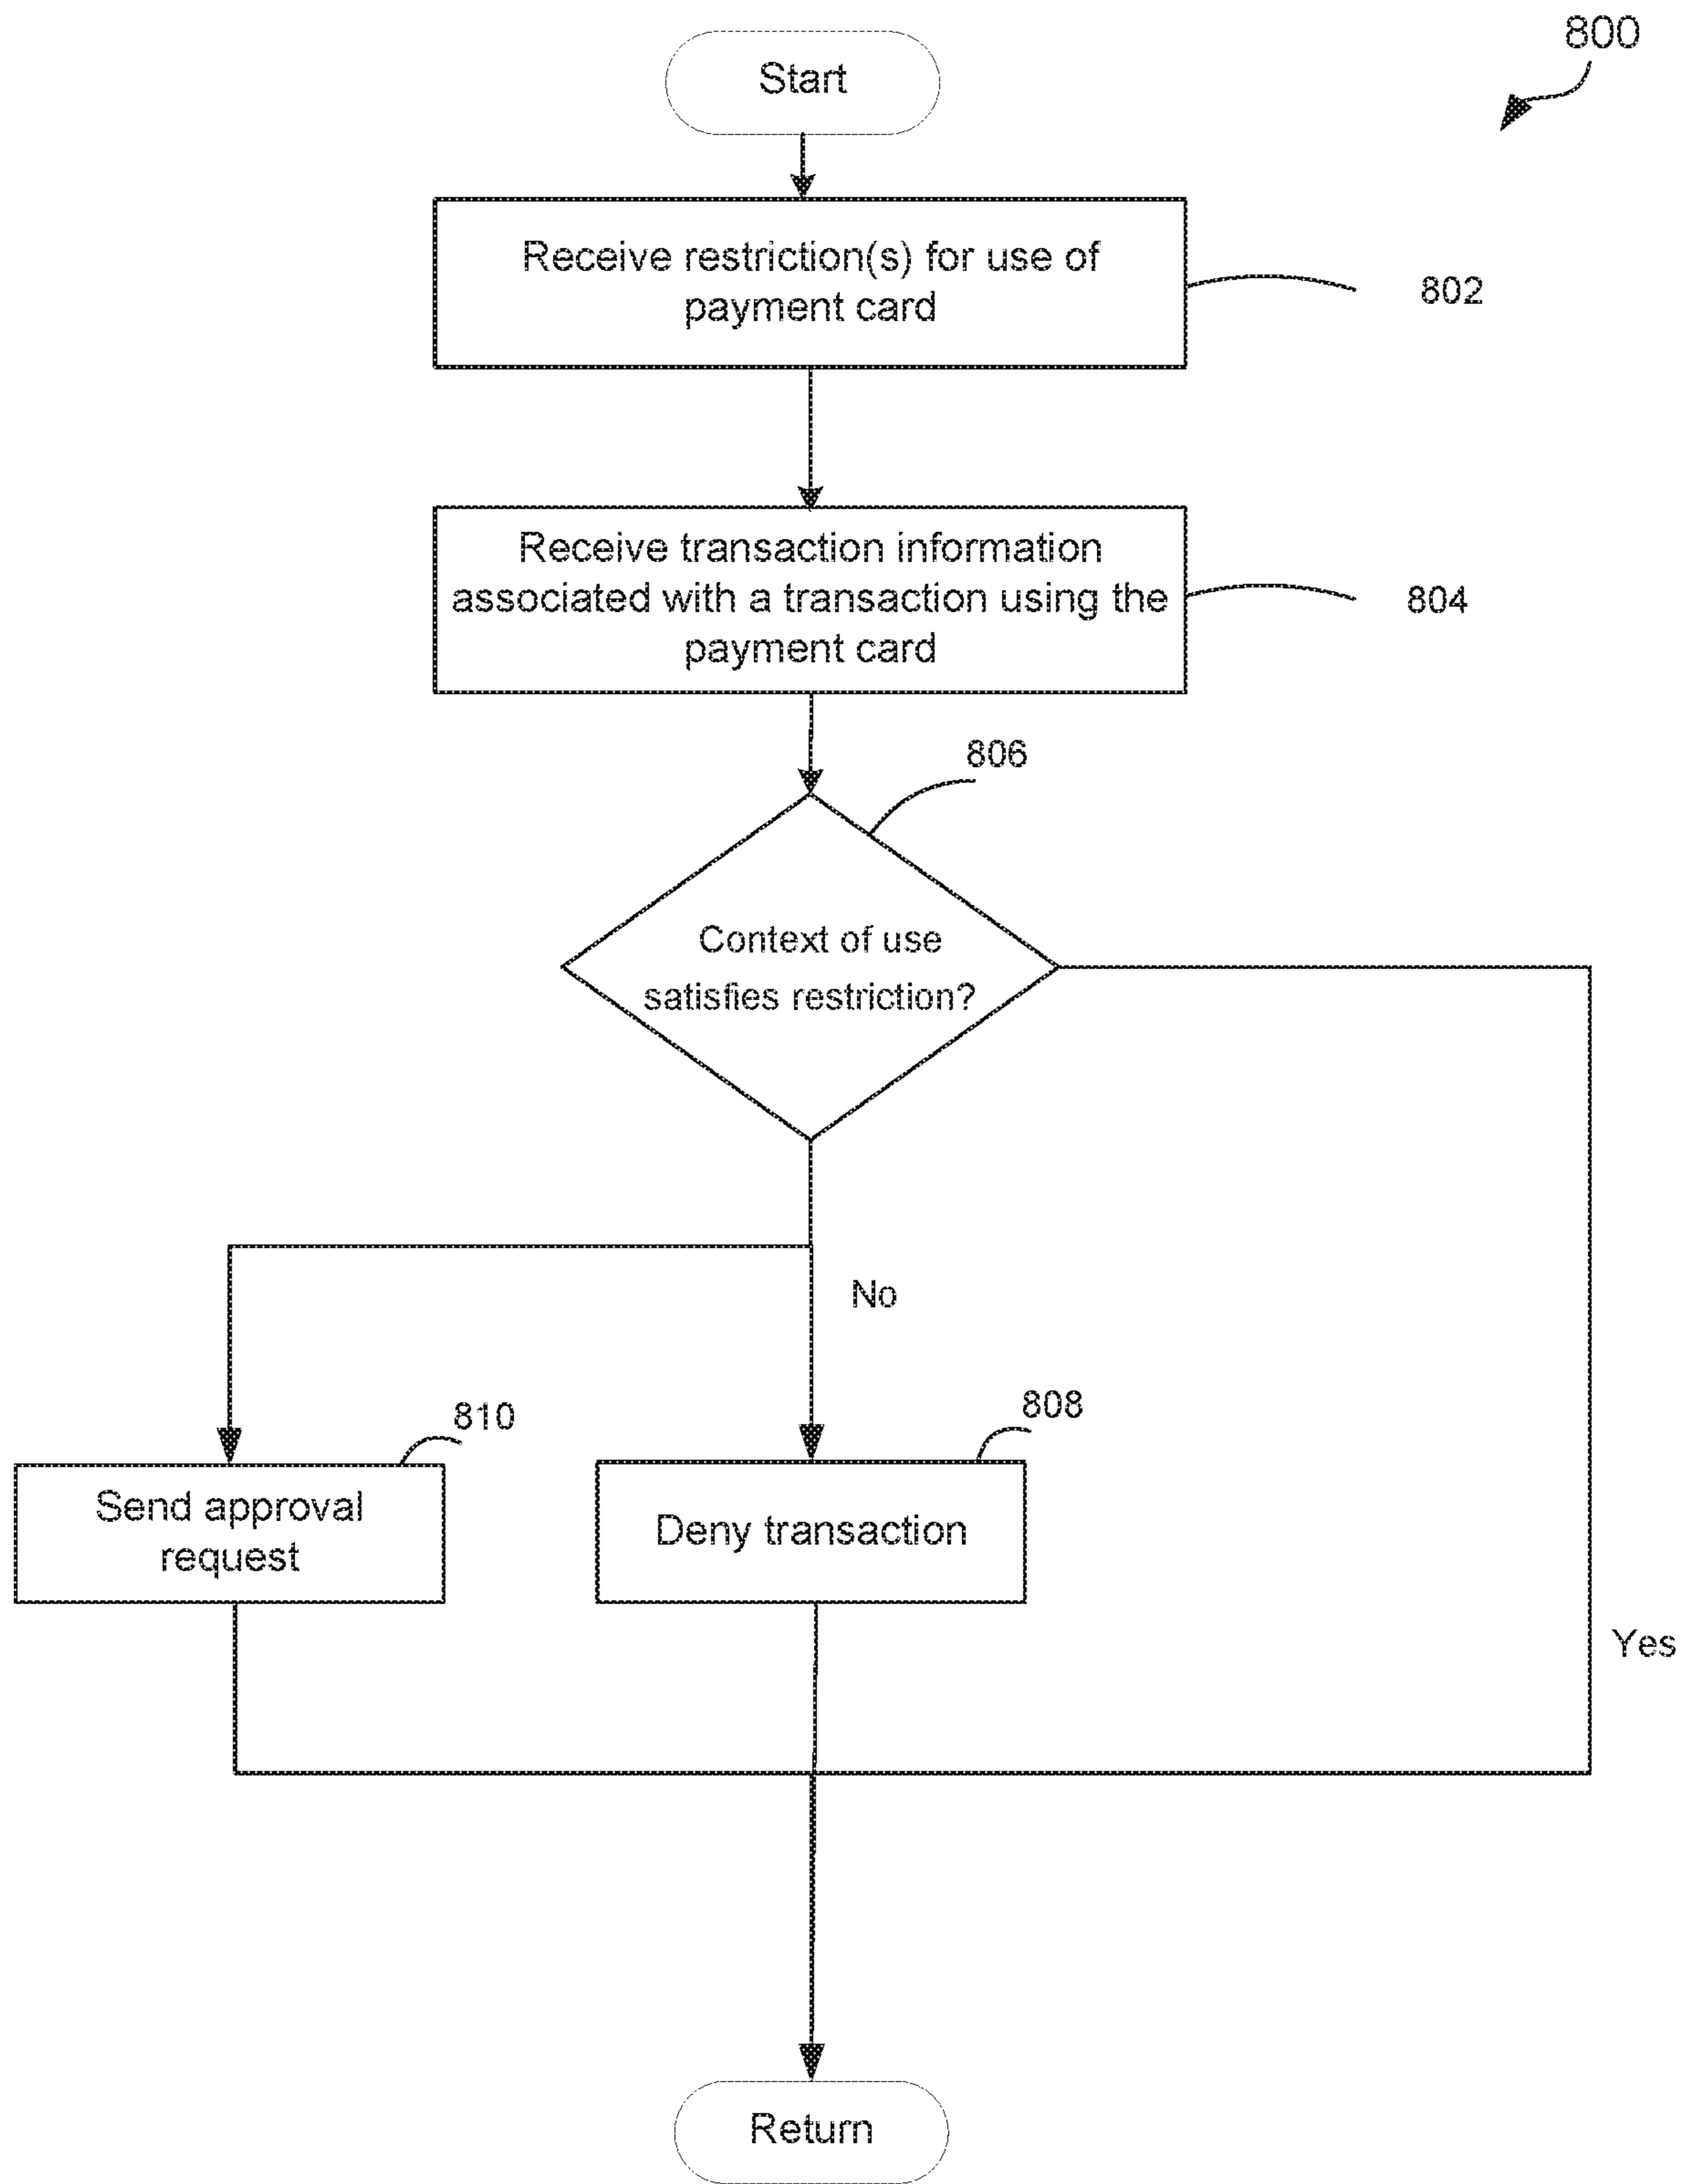 800
Start
Receive restriction(s) for use of
payment card
802
Receive transaction information
associated with a transaction using the
payment card
804
806
Context of use
satisfies restriction?
No
810
808
Send approval
request
Deny transaction
Yes
Return